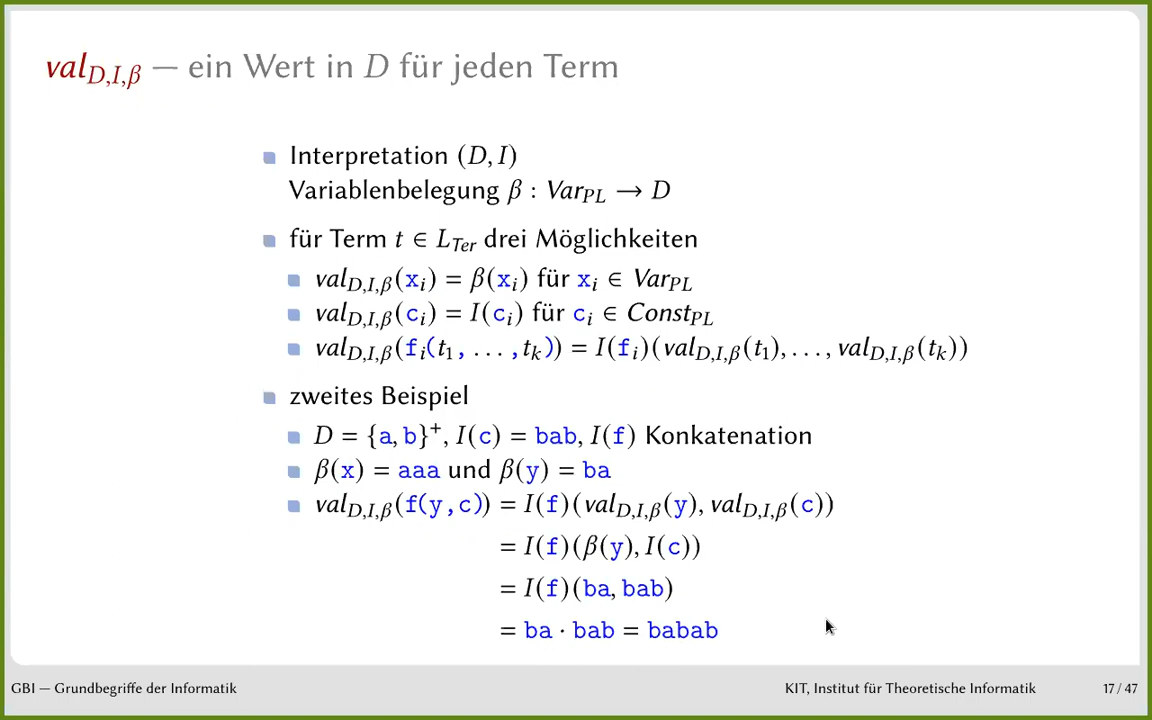 val_{D,I,β} — ein Wert in D für jeden Term
Interpretation (D, I)
Variablenbelegung β : Var_{PL} → D
für Term t ∈ L_{Ter} drei Möglichkeiten
val_{D,I,β}(x_i) = β(x_i) für x_i ∈ Var_{PL}
val_{D,I,β}(c_i) = I(c_i) für c_i ∈ Const_{PL}
val_{D,I,β}(f_i(t_1, ... ,t_k)) = I(f_i)(val_{D,I,β}(t_1), ... , val_{D,I,β}(t_k))
zweites Beispiel
D = {a, b}^+, I(c) = bab, I(f) Konkatenation
β(x) = aaa und β(y) = ba
val_{D,I,β}(f(y,c)) = I(f)(val_{D,I,β}(y), val_{D,I,β}(c))
= I(f)(β(y), I(c))
= I(f)(ba, bab)
= ba · bab = babab
GBI — Grundbegriffe der Informatik KIT, Institut für Theoretische Informatik 17 / 47